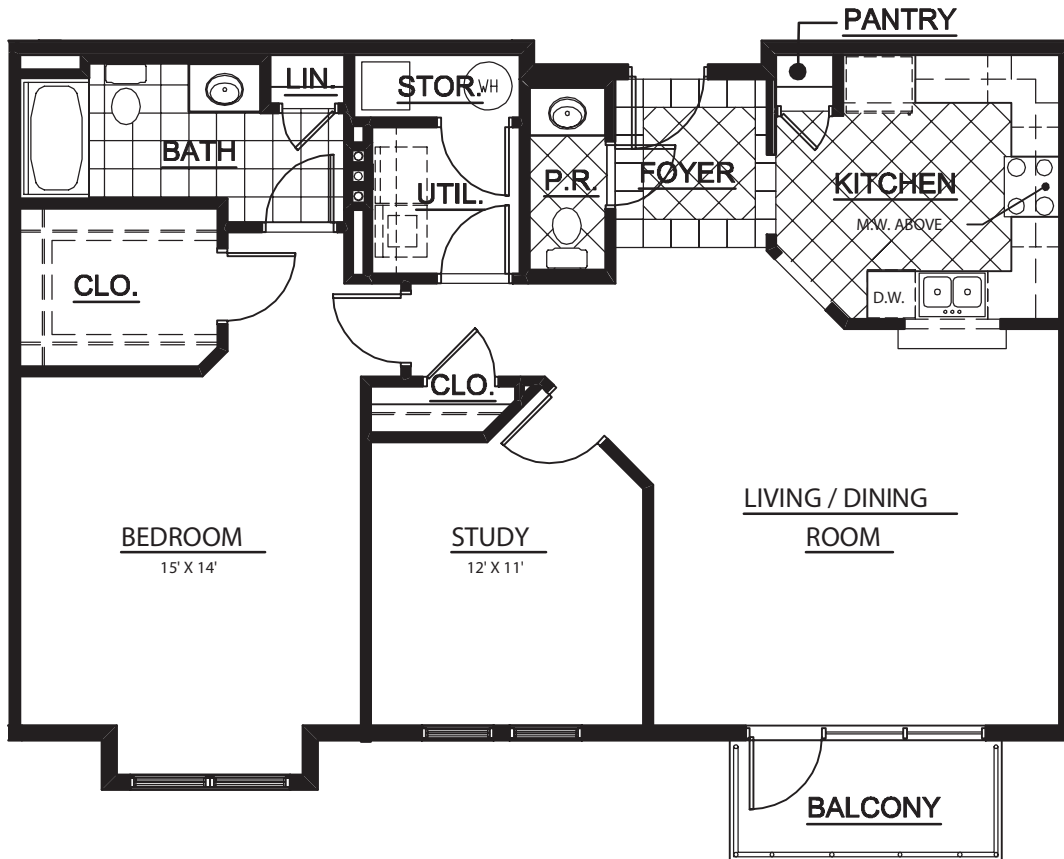 PANTRY
LIN.
STOR.
WH
BATH
UTIL.
P.R.
FOYER
KITCHEN
M.W. ABOVE
CLO.
D.W.
CLO.
BEDROOM
15' X 14'
STUDY
12' X 11'
LIVING / DINING
ROOM
BALCONY